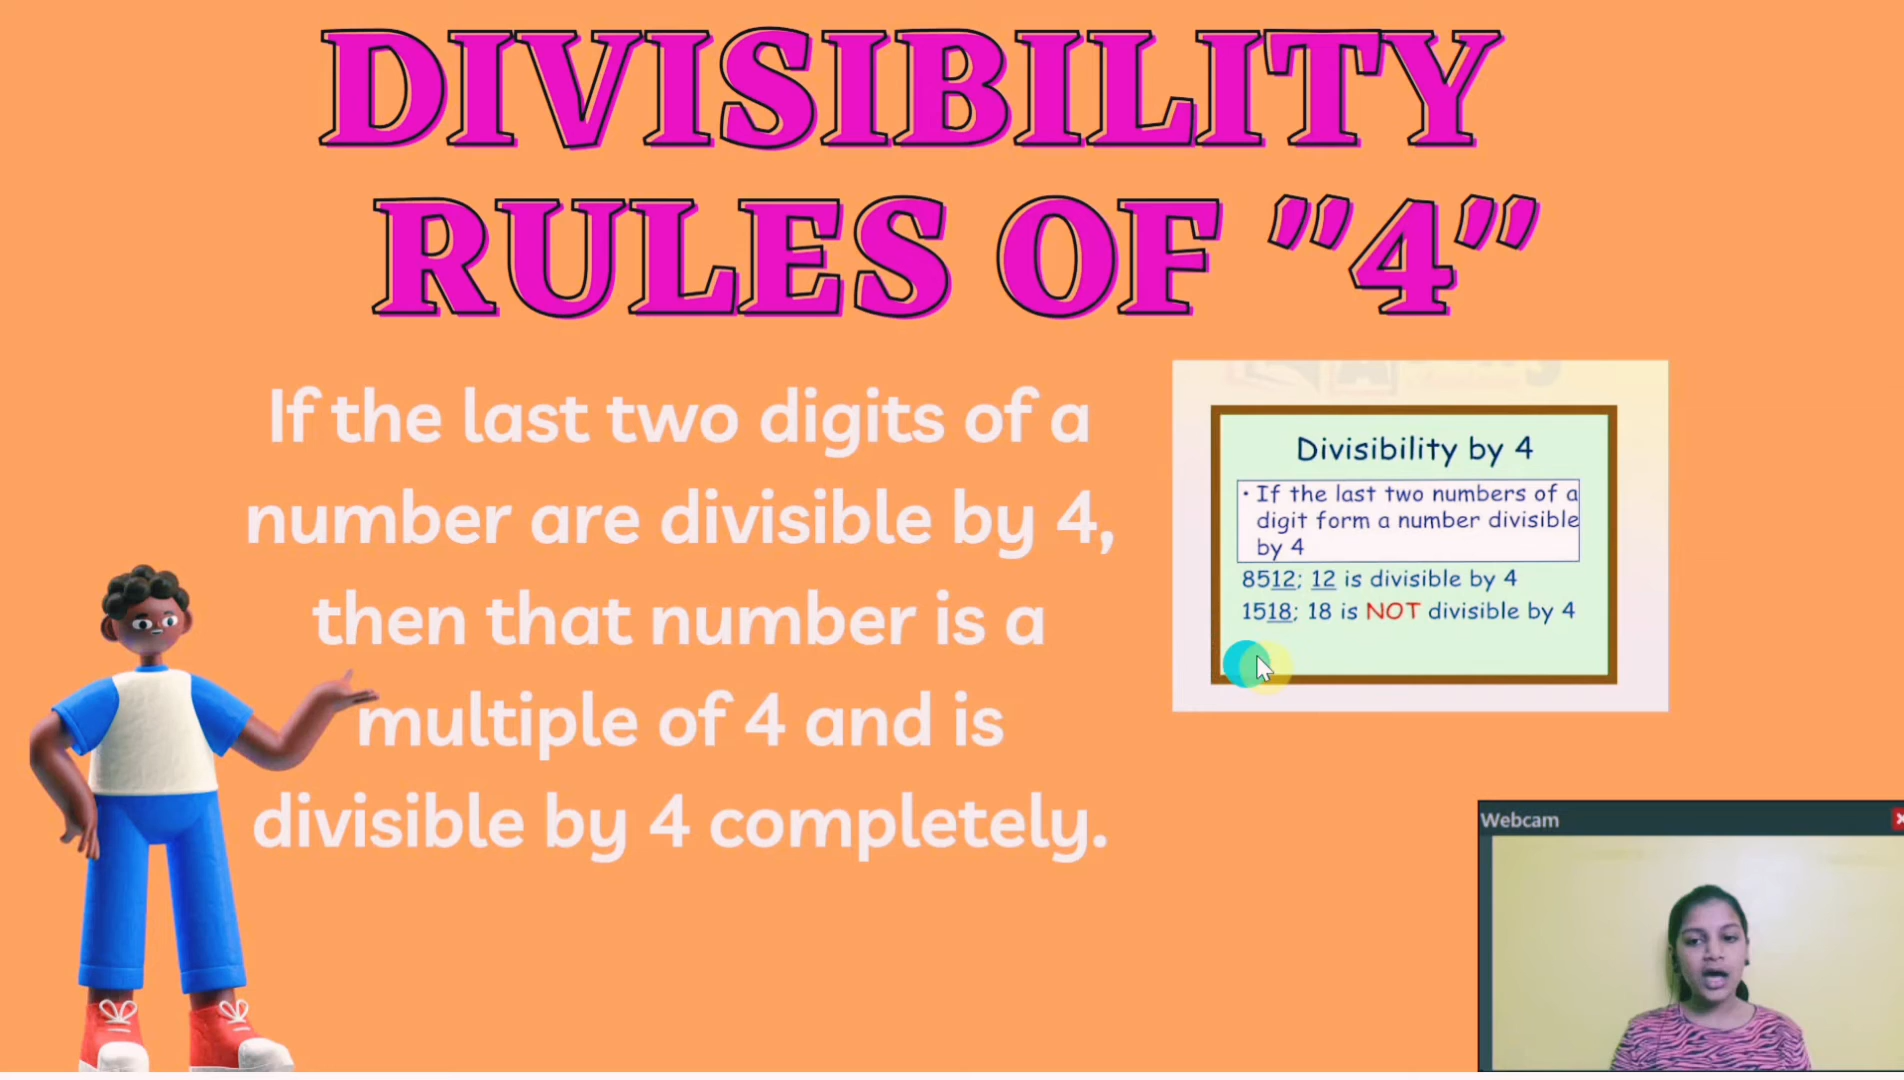 DIVISIBILITY
RULES OF "4"
If the last two digits of a
number are divisible by 4,
then that number is a
multiple of 4 and is
divisible by 4 completely.
Divisibility by 4
• If the last two numbers of a
digit form a number divisible
by 4
8512; 12 is divisible by 4
1518; 18 is NOT divisible by 4
Webcam